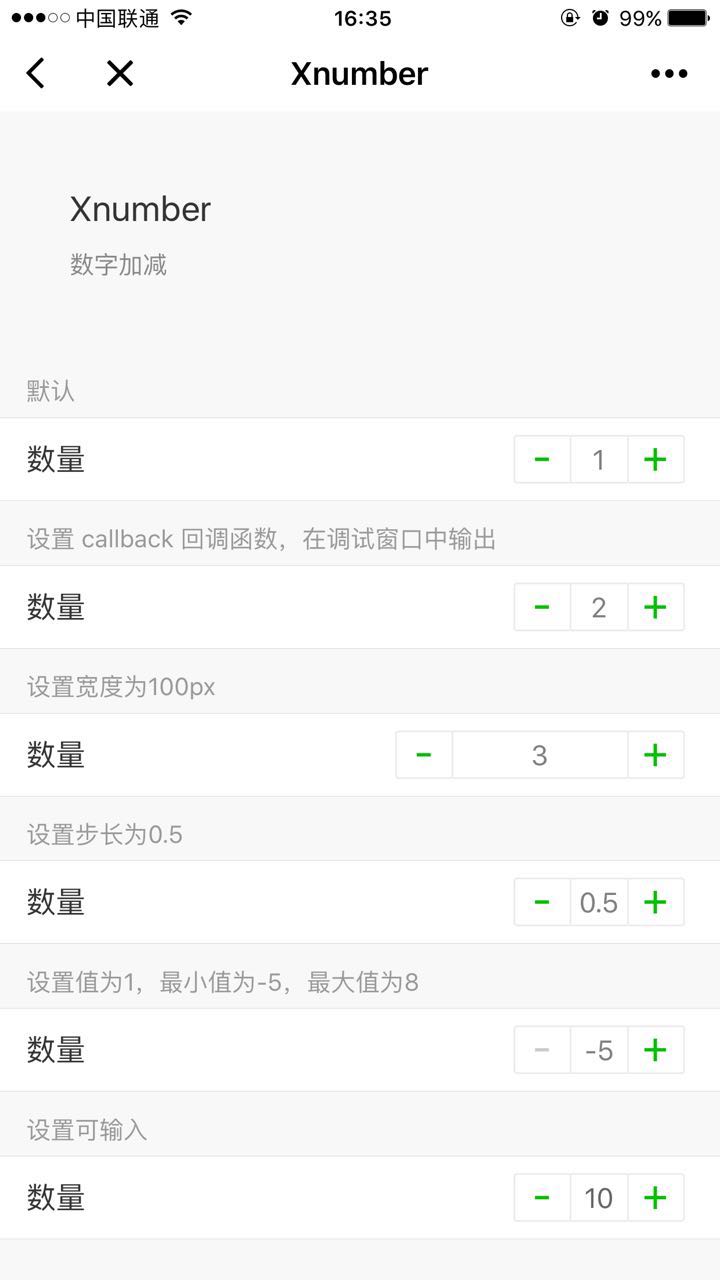 中国联通 16:35 99%
Xnumber
Xnumber
数字加减
默认
数量 - 1 +
设置 callback 回调函数，在调试窗口中输出
数量 - 2 +
设置宽度为100px
数量 - 3 +
设置步长为0.5
数量 - 0.5 +
设置值为1，最小值为-5，最大值为8
数量 - -5 +
设置可输入
数量 - 10 +